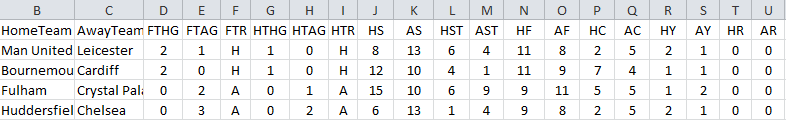 B C D E F G H I J K L M N O P Q R S T U
HomeTeam AwayTeam FTHG FTAG FTR HTHG HTAG HTR HS AS HST AST HF AF HC AC HY AY HR AR
Man United Leicester 2 1 H 1 0 H 8 13 6 4 11 8 2 5 2 1 0 0
Bournemou Cardiff 2 0 H 1 0 H 12 10 4 1 11 9 7 4 1 1 0 0
Fulham Crystal Pala 0 2 A 0 1 A 15 10 6 9 9 11 5 5 1 2 0 0
Huddersfiel Chelsea 0 3 A 0 2 A 6 13 1 4 9 8 2 5 2 1 0 0